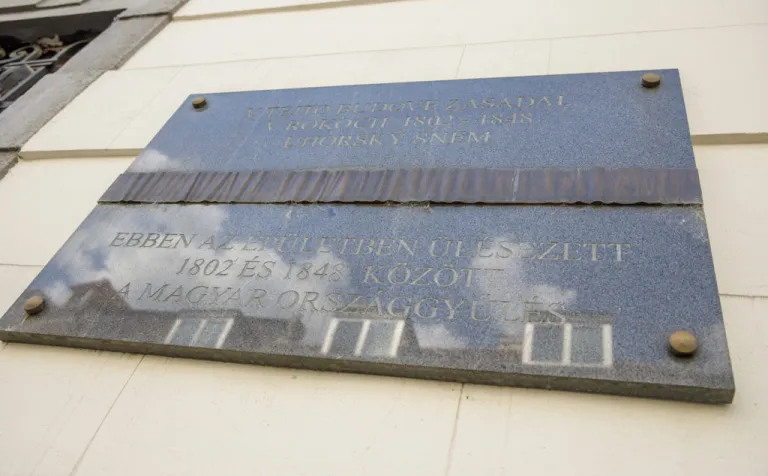 V TEJTO BUDOVE ZASADAL
V ROKOCH 1802 - 1848
UHORSKÝ SNEM
EBBEN AZ ÉPÜLETBEN ÜLÉSEZETT
1802 ÉS 1848 KÖZÖTT
A MAGYAR ORSZÁGGYŰLÉS